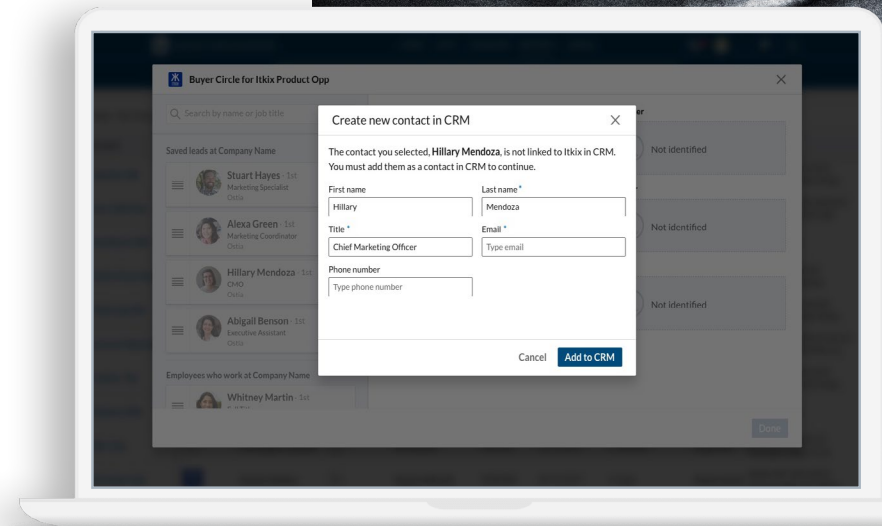 Buyer Circle for Itkix Product Opp
Search by name or job title
Saved leads at Company Name
Stuart Hayes · 1st
Marketing Specialist
Ostix
Alexa Green · 1st
Marketing Coordinator
Ostix
Hillary Mendoza · 1st
CMO
Ostix
Abigail Benson · 1st
Executive Assistant
Ostix
Employees who work at Company Name
Whitney Martin · 1st
Create new contact in CRM
The contact you selected, Hillary Mendoza, is not linked to Itkix in CRM.
You must add them as a contact in CRM to continue.
First name
Last name *
Hillary
Mendoza
Title *
Email *
Chief Marketing Officer
Type email
Phone number
Type phone number
Cancel
Add to CRM
er
Not identified
Not identified
Not identified
Done